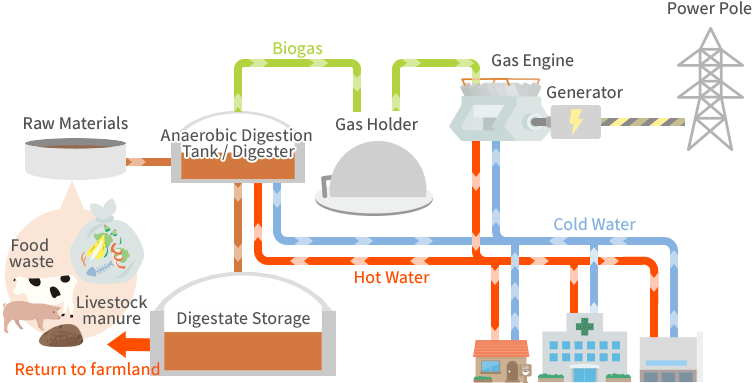 Power Pole
Biogas
Gas Engine
Generator
Raw Materials
Anaerobic Digestion
Tank / Digester
Gas Holder
Cold Water
Food
waste
Hot Water
Livestock
manure
Digestate Storage
Return to farmland